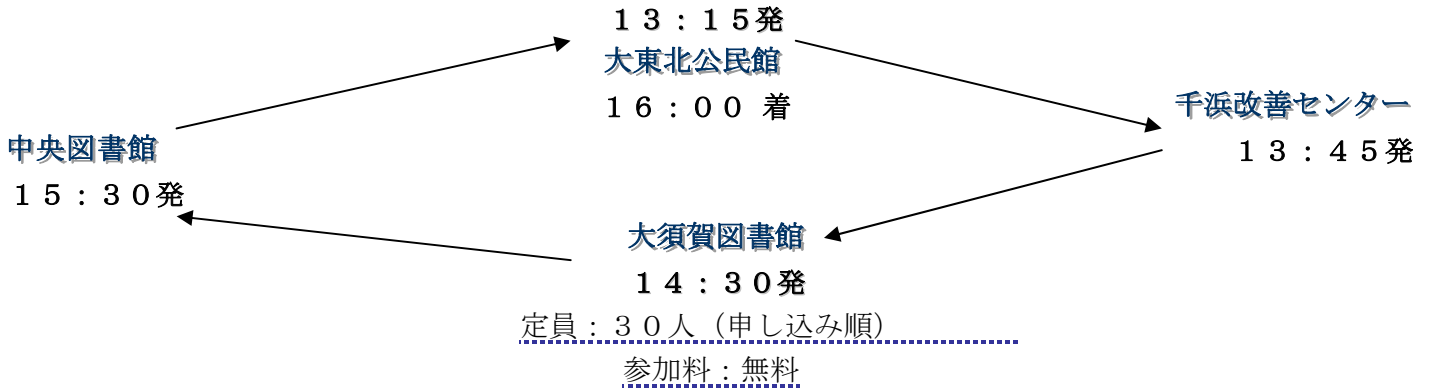 １３：１５発
大東北公民館
１６：００ 着
千浜改善センター
１３：４５発
中央図書館
１５：３０発
大須賀図書館
１４：３０発
定員：３０人（申し込み順）
参加料：無料